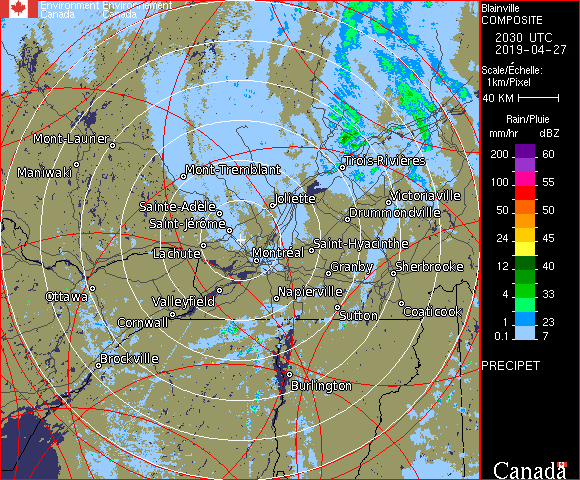 Environment Environnement
Canada Canada
Mont-Laurier
Maniwaki
Mont-Tremblant
Trois-Rivières
Sainte-Adèle
Joliette
Victoriaville
Saint-Jérôme
Drummondville
Lachute
Montréal
Saint-Hyacinthe
Granby
Sherbrooke
Ottawa
Valleyfield
Napierville
Cornwall
Sutton
Coaticook
Brockville
Burlington
Blainville
COMPOSITE
2030 UTC
2019-04-27
Scale/Échelle:
1km/Pixel
40 KM
Rain/Pluie
mm/hr dBZ
200 60
100 55
50 50
24 45
12 40
4 33
1 23
0.1 7
PRECIPET
Canada